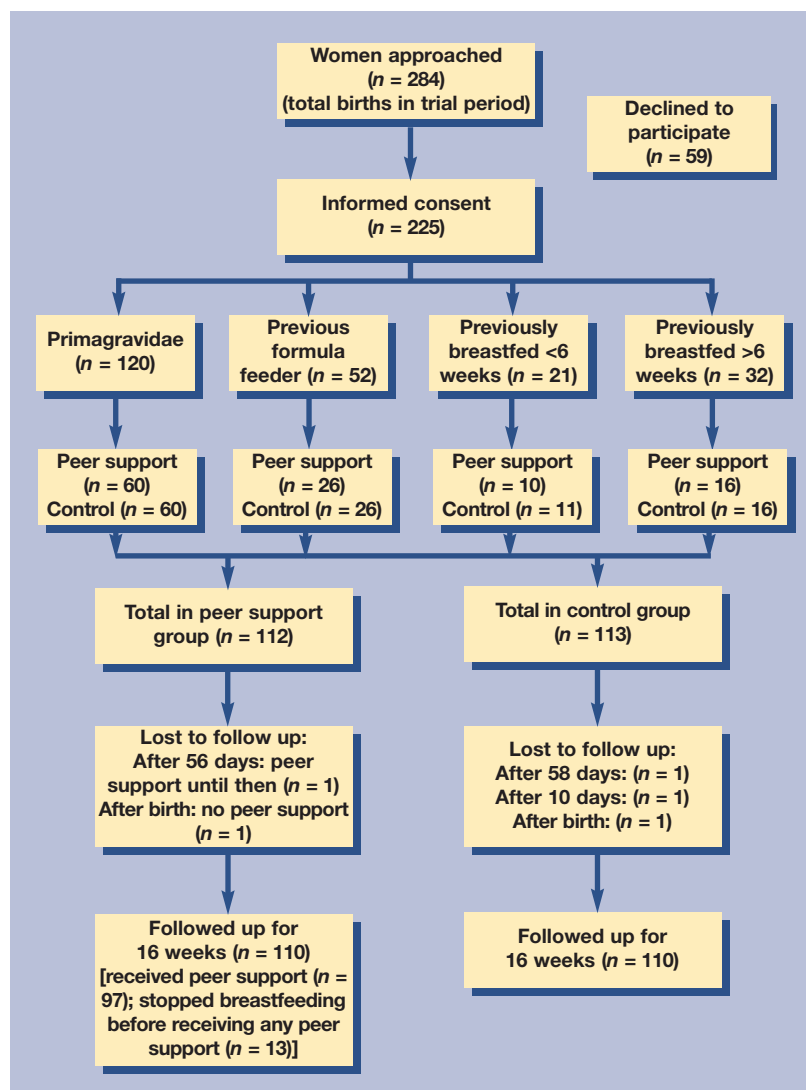 Women approached
(n = 284)
(total births in trial period)
Declined to
participate
(n = 59)
Informed consent
(n = 225)
Primagravidae
(n = 120)
Previous
formula
feeder (n = 52)
Previously
breastfed <6
weeks (n = 21)
Previously
breastfed >6
weeks (n = 32)
Peer support
(n = 60)
Control (n = 60)
Peer support
(n = 26)
Control (n = 26)
Peer support
(n = 10)
Control (n = 11)
Peer support
(n = 16)
Control (n = 16)
Total in peer support
group (n = 112)
Total in control group
(n = 113)
Lost to follow up:
After 56 days: peer
support until then (n = 1)
After birth: no peer support
(n = 1)
Lost to follow up:
After 58 days: (n = 1)
After 10 days: (n = 1)
After birth: (n = 1)
Followed up for
16 weeks (n = 110)
[received peer support (n =
97); stopped breastfeeding
before receiving any peer
support (n = 13)]
Followed up for
16 weeks (n = 110)